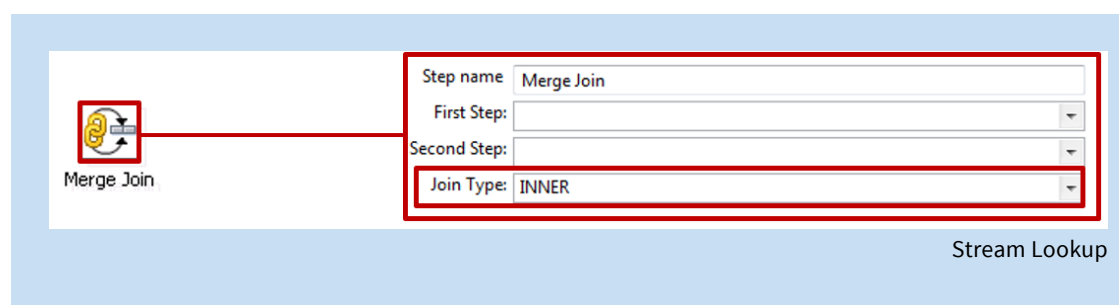 Step name Merge Join
First Step:
Second Step:
Join Type: INNER
Merge Join
Stream Lookup